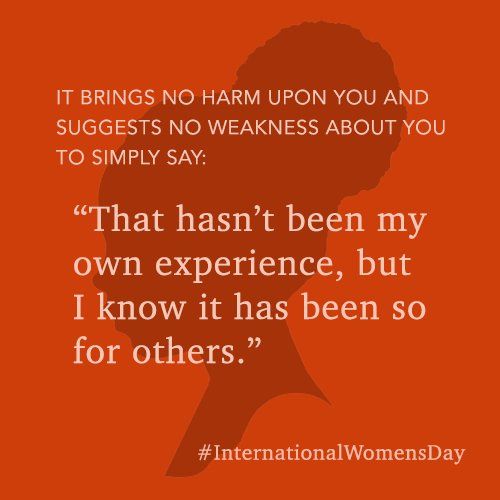 IT BRINGS NO HARM UPON YOU AND
SUGGESTS NO WEAKNESS ABOUT YOU
TO SIMPLY SAY:
“That hasn’t been my
own experience, but
I know it has been so
for others.”
#InternationalWomensDay